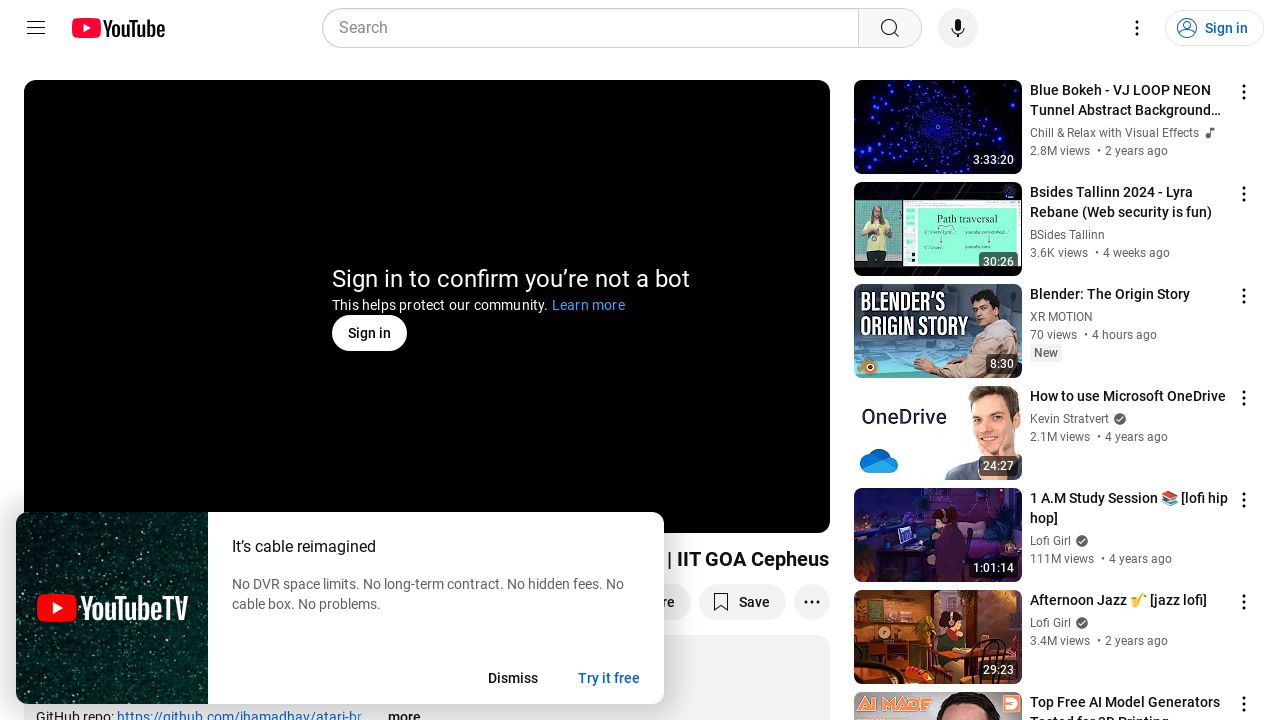 YouTube
Search
Sign in
Sign in to confirm you’re not a bot
This helps protect our community. Learn more
Sign in
| IIT GOA Cepheus
Save
It’s cable reimagined
No DVR space limits. No long-term contract. No hidden fees. No
cable box. No problems.
YouTubeTV
Dismiss
Try it free
GitHub repo: https://github.com/jhamadhav/atari-br...
more
3:33:20
Blue Bokeh - VJ LOOP NEON
Tunnel Abstract Background...
Chill & Relax with Visual Effects
2.8M views • 2 years ago
Path traversal
30:26
Bsides Tallinn 2024 - Lyra
Rebane (Web security is fun)
BSides Tallinn
3.6K views • 4 weeks ago
BLENDER'S
ORIGIN STORY
8:30
Blender: The Origin Story
XR MOTION
70 views • 4 hours ago
New
OneDrive
24:27
How to use Microsoft OneDrive
Kevin Stratvert
2.1M views • 4 years ago
1:01:14
1 A.M Study Session 📚 [lofi hip
hop]
Lofi Girl
111M views • 4 years ago
29:23
Afternoon Jazz 🎷 [jazz lofi]
Lofi Girl
3.4M views • 2 years ago
AI MADE
Top Free AI Model Generators
Tested for 3D Printing